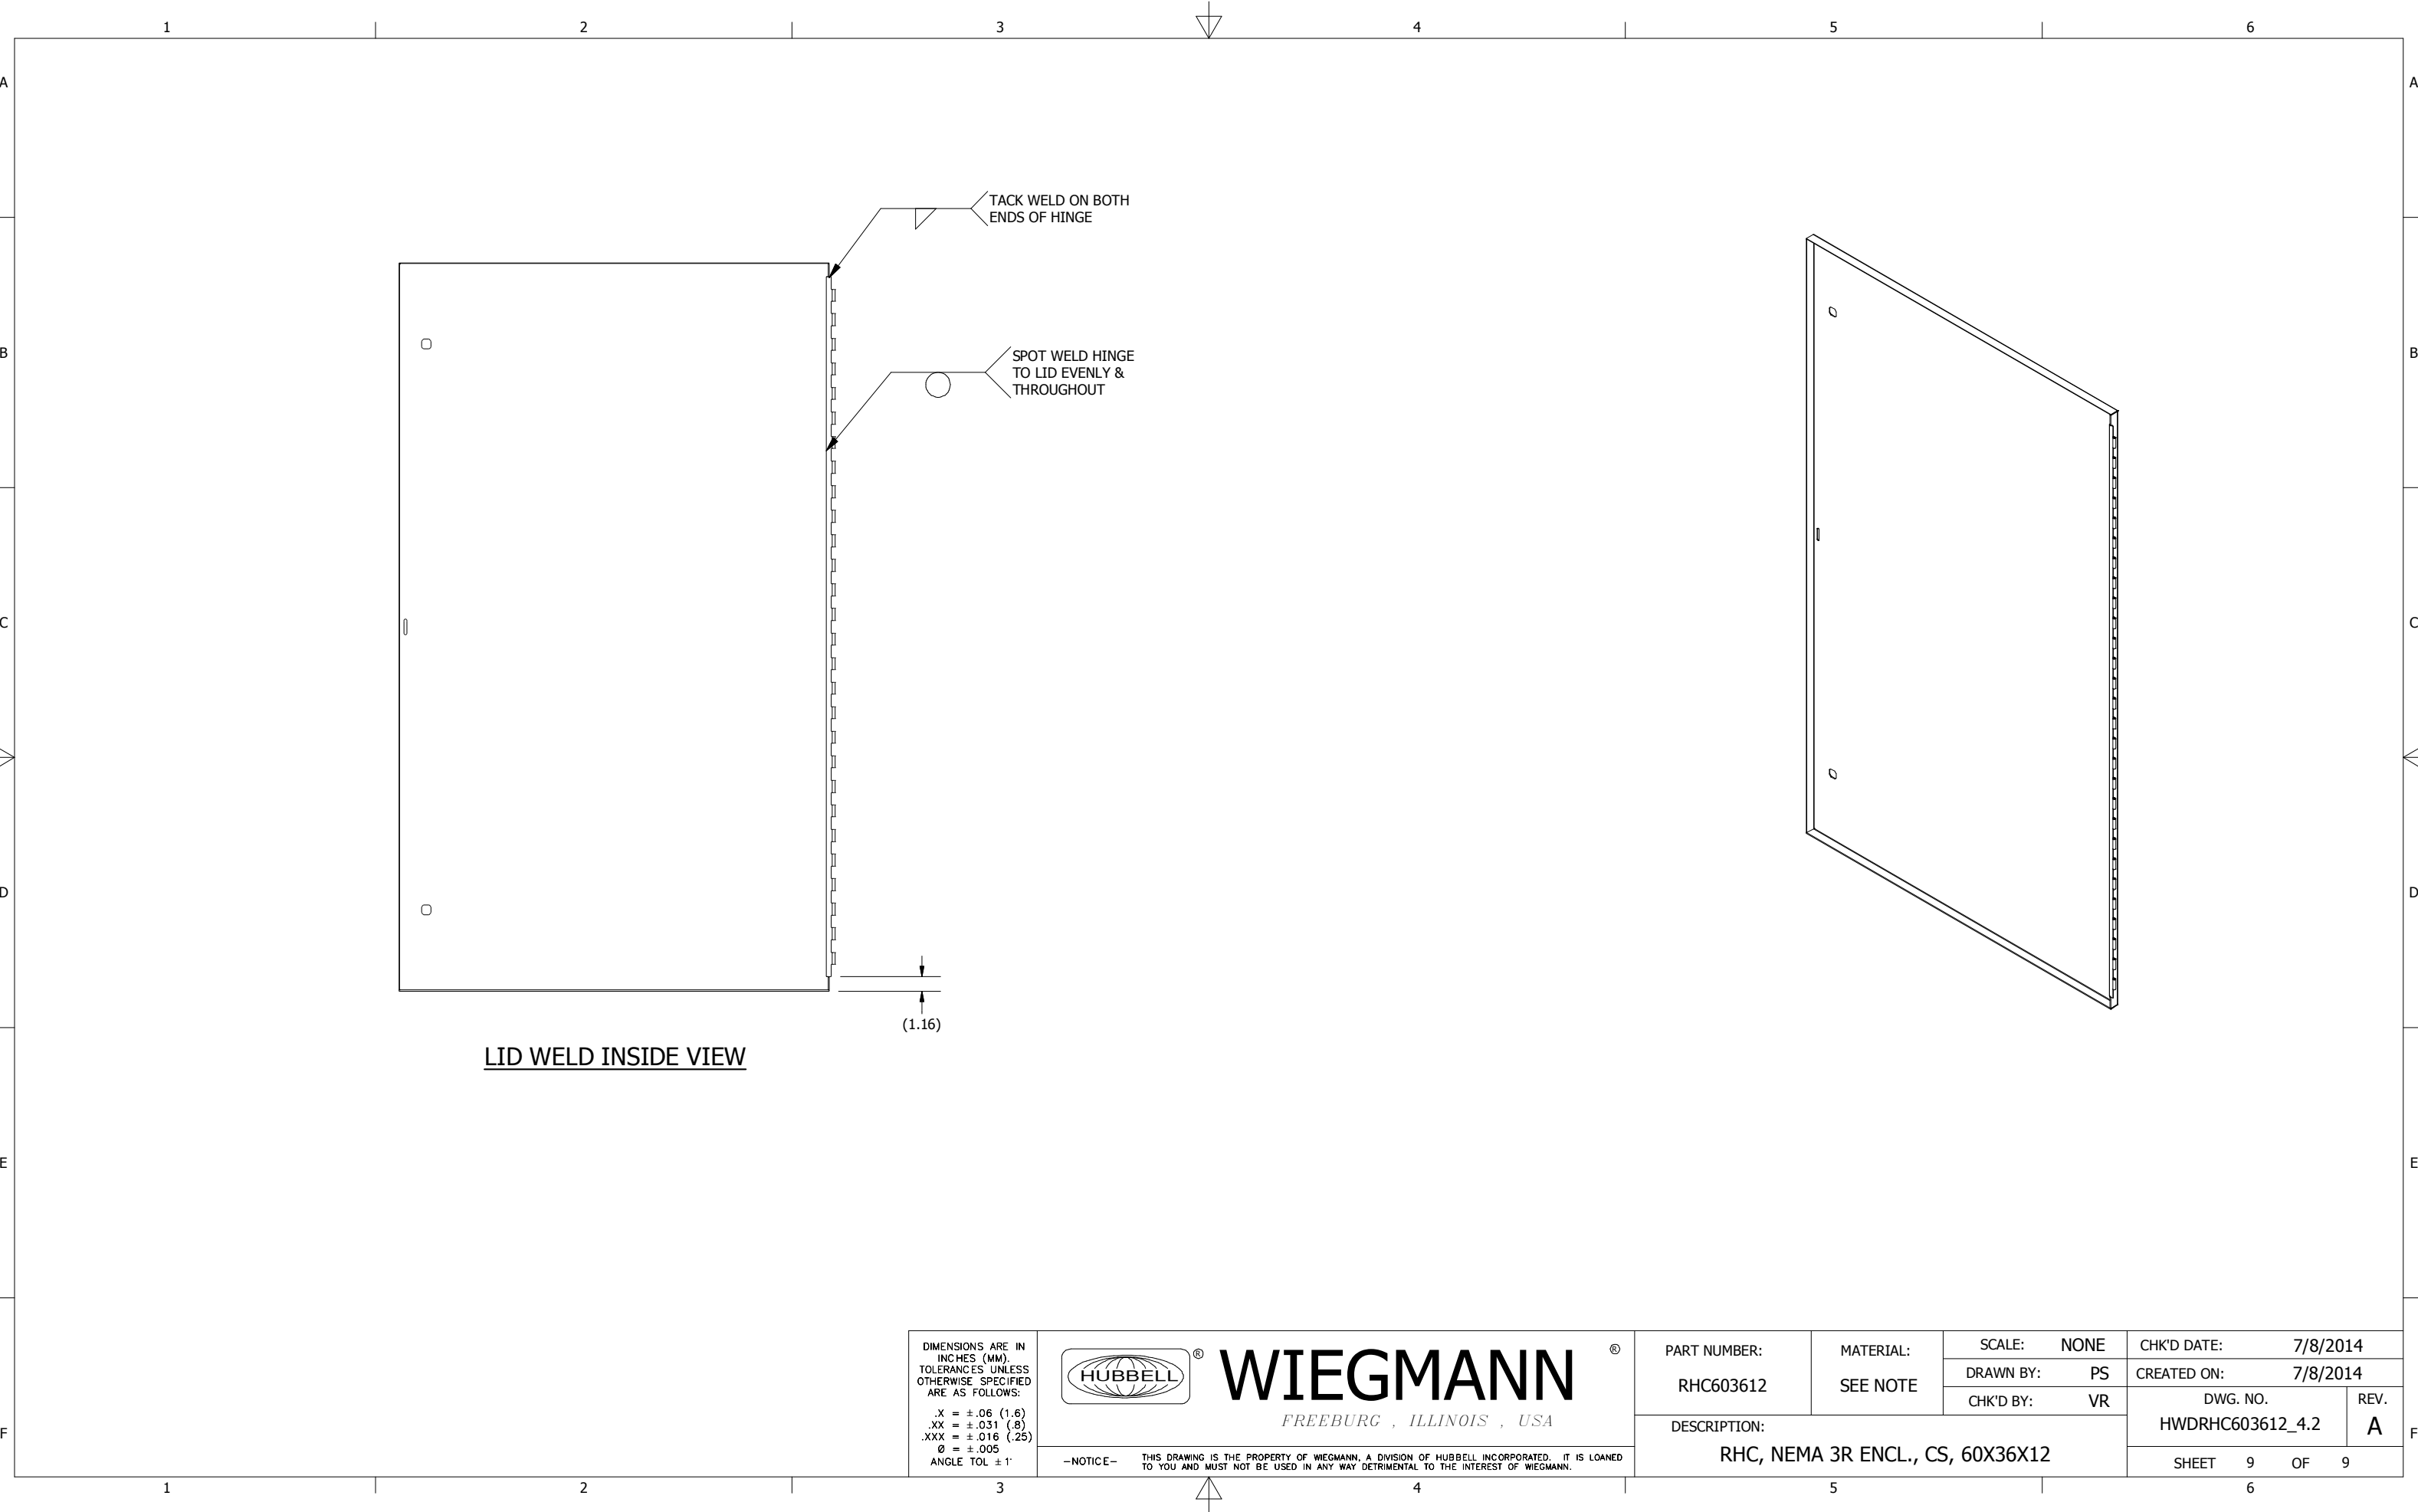 1 2 3 4 5 6
A A
TACK WELD ON BOTH
ENDS OF HINGE
B B
SPOT WELD HINGE
TO LID EVENLY &
THROUGHOUT
C C
D D
(1.16)
LID WELD INSIDE VIEW
E E
DIMENSIONS ARE IN
INCHES (MM).
TOLERANCES UNLESS
OTHERWISE SPECIFIED
ARE AS FOLLOWS:
.X = ±.06 (1.6)
.XX = ±.031 (.8)
.XXX = ±.016 (.25)
Ø = ±.005
ANGLE TOL ±1°
HUBBELL ®
WIEGMANN ®
FREEBURG , ILLINOIS , USA
-NOTICE-
THIS DRAWING IS THE PROPERTY OF WIEGMANN, A DIVISION OF HUBBELL INCORPORATED. IT IS LOANED
TO YOU AND MUST NOT BE USED IN ANY WAY DETRIMENTAL TO THE INTEREST OF WIEGMANN.
PART NUMBER:
RHC603612
MATERIAL:
SEE NOTE
SCALE: NONE
DRAWN BY: PS
CHK'D BY: VR
CHK'D DATE: 7/8/2014
CREATED ON: 7/8/2014
DESCRIPTION:
RHC, NEMA 3R ENCL., CS, 60X36X12
DWG. NO.
HWDRHC603612_4.2
REV.
A
SHEET 9 OF 9
F F
1 2 3 4 5 6